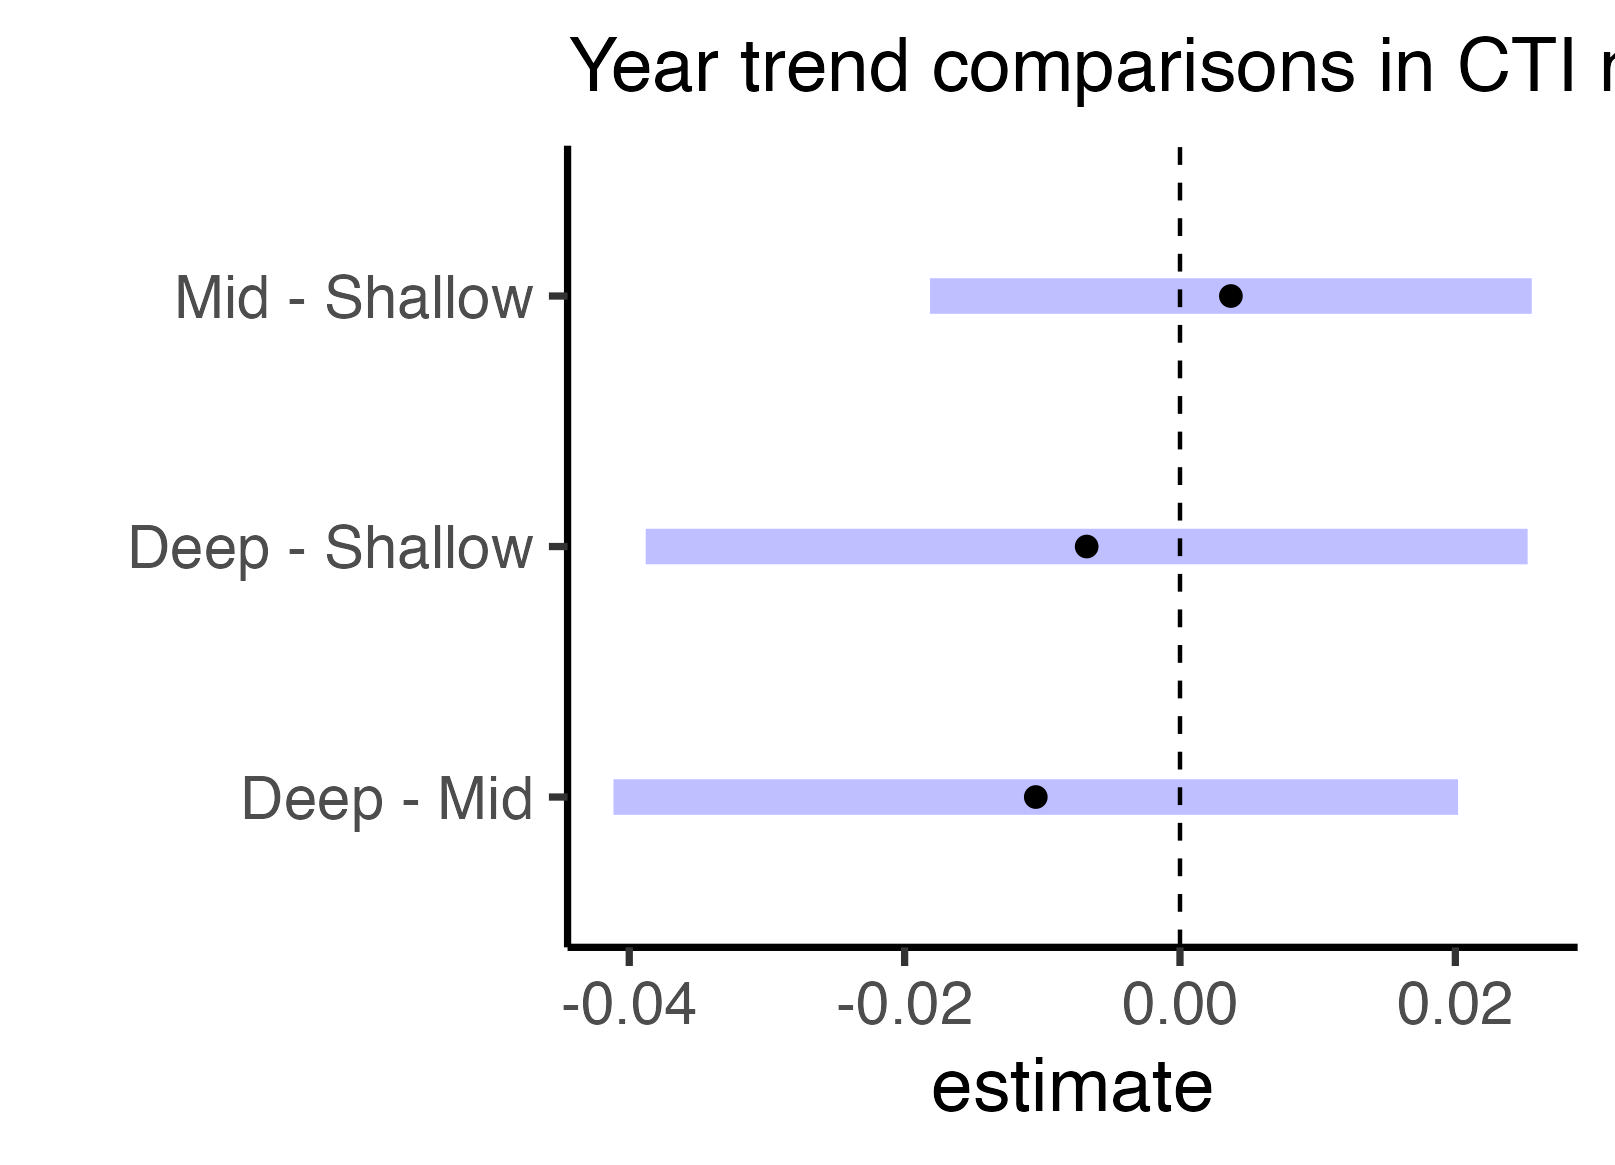 Year trend comparisons in CTI
Mid - Shallow
Deep - Shallow
Deep - Mid
-0.04 -0.02 0.00 0.02
estimate